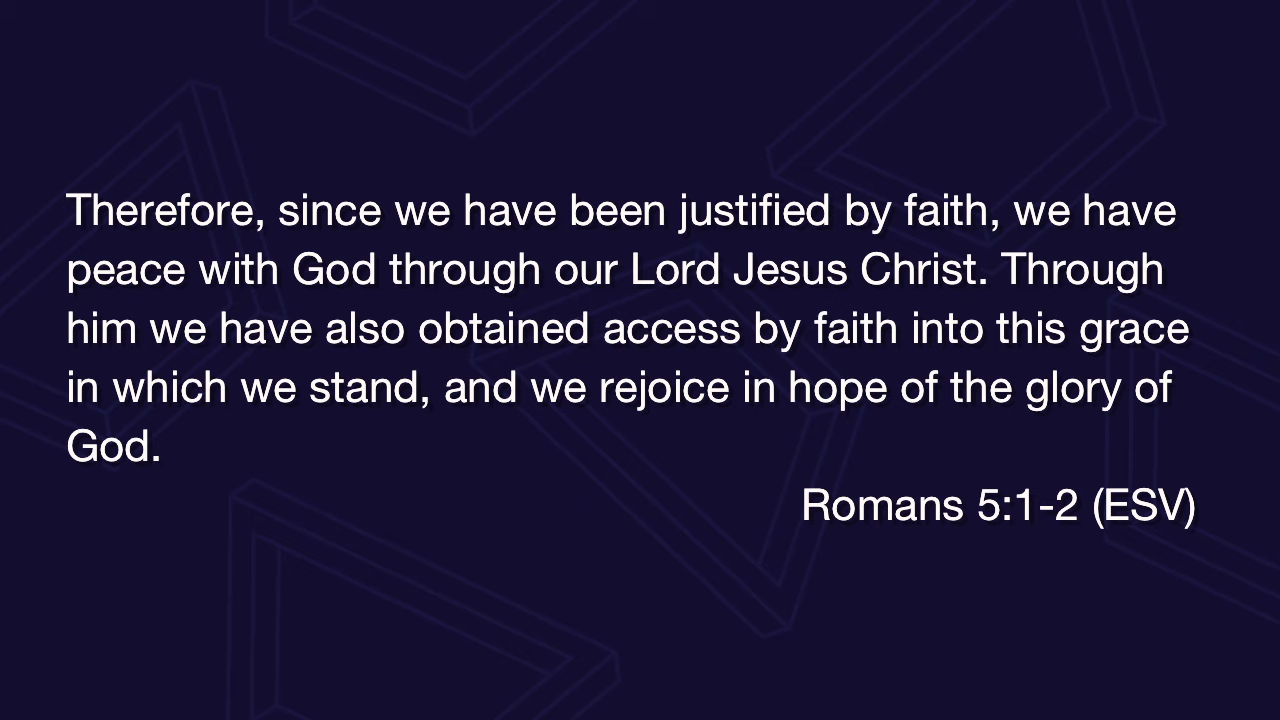 Therefore, since we have been justified by faith, we have
peace with God through our Lord Jesus Christ. Through
him we have also obtained access by faith into this grace
in which we stand, and we rejoice in hope of the glory of
God.
Romans 5:1-2 (ESV)